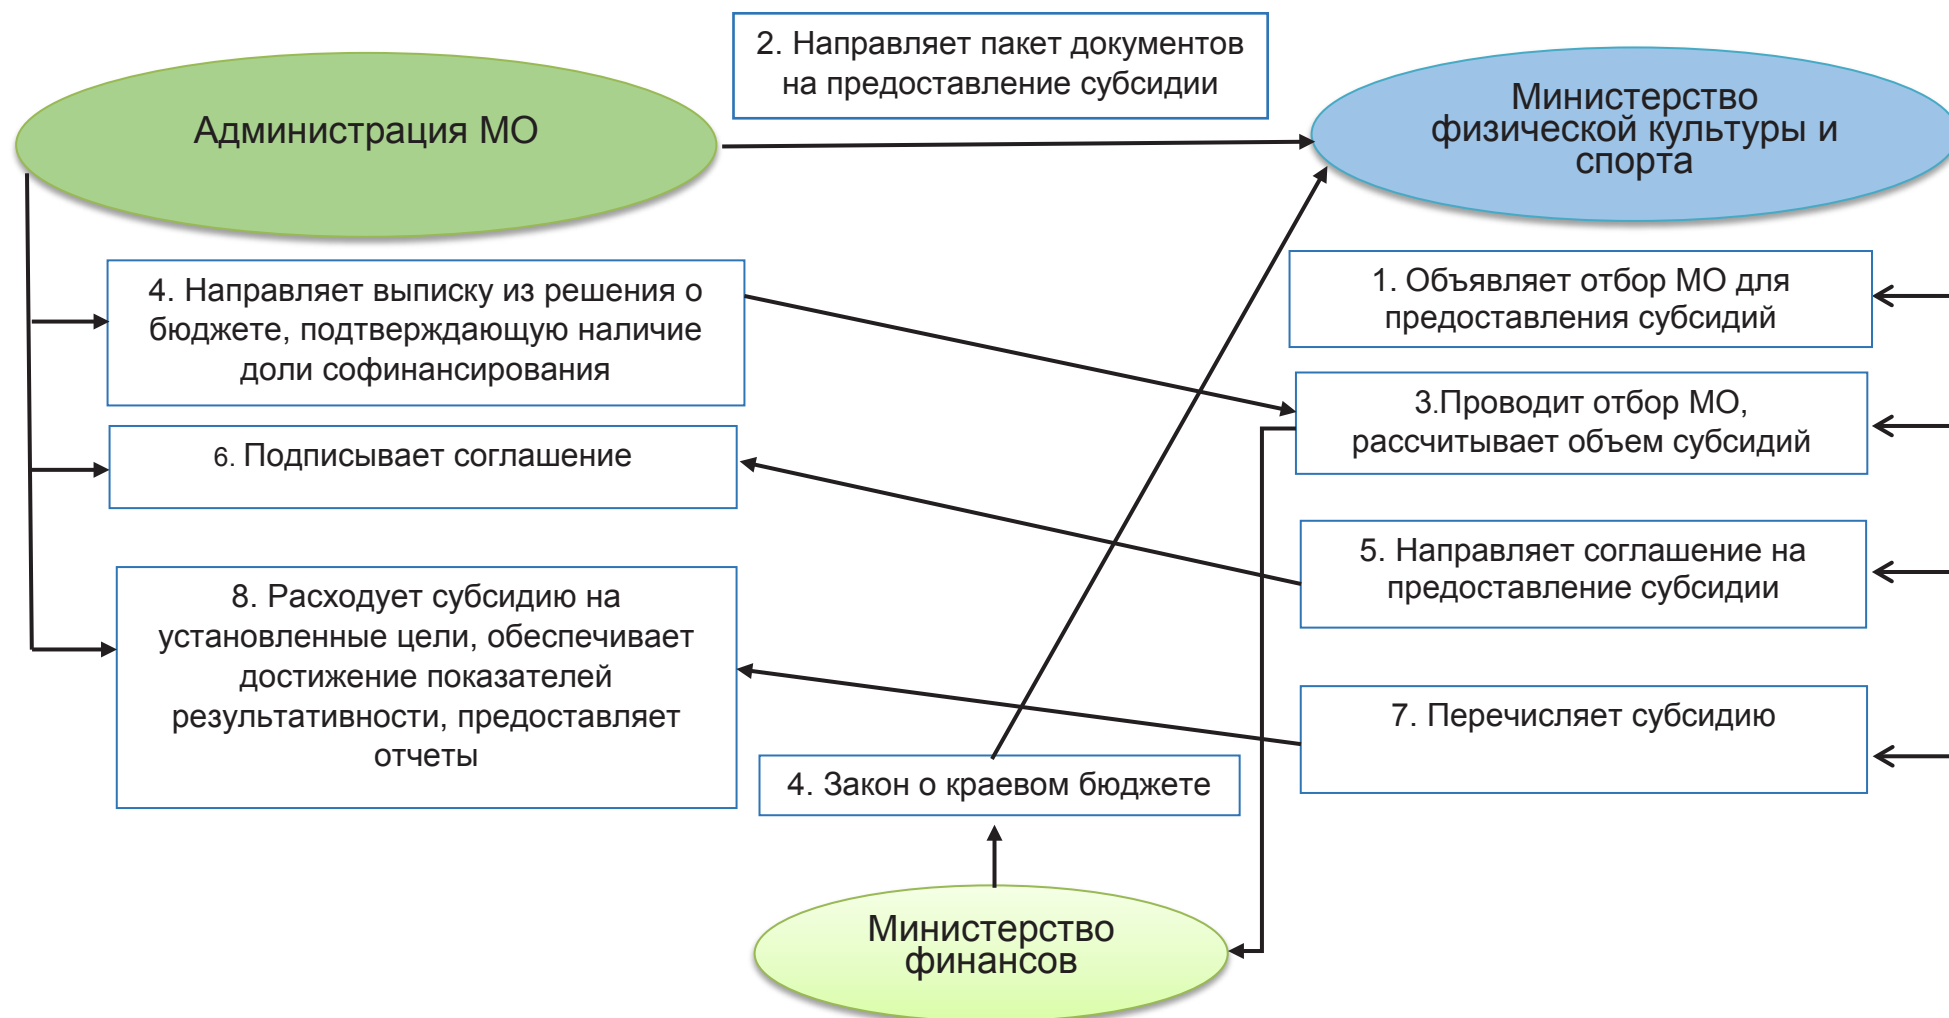 2. Направляет пакет документов
на предоставление субсидии
Администрация МО
Министерство
физической культуры и
спорта
4. Направляет выписку из решения о
бюджете, подтверждающую наличие
доли софинансирования
1. Объявляет отбор МО для
предоставления субсидий
3.Проводит отбор МО,
рассчитывает объем субсидий
6. Подписывает соглашение
5. Направляет соглашение на
предоставление субсидии
8. Расходует субсидию на
установленные цели, обеспечивает
достижение показателей
результативности, предоставляет
отчеты
7. Перечисляет субсидию
4. Закон о краевом бюджете
Министерство
финансов